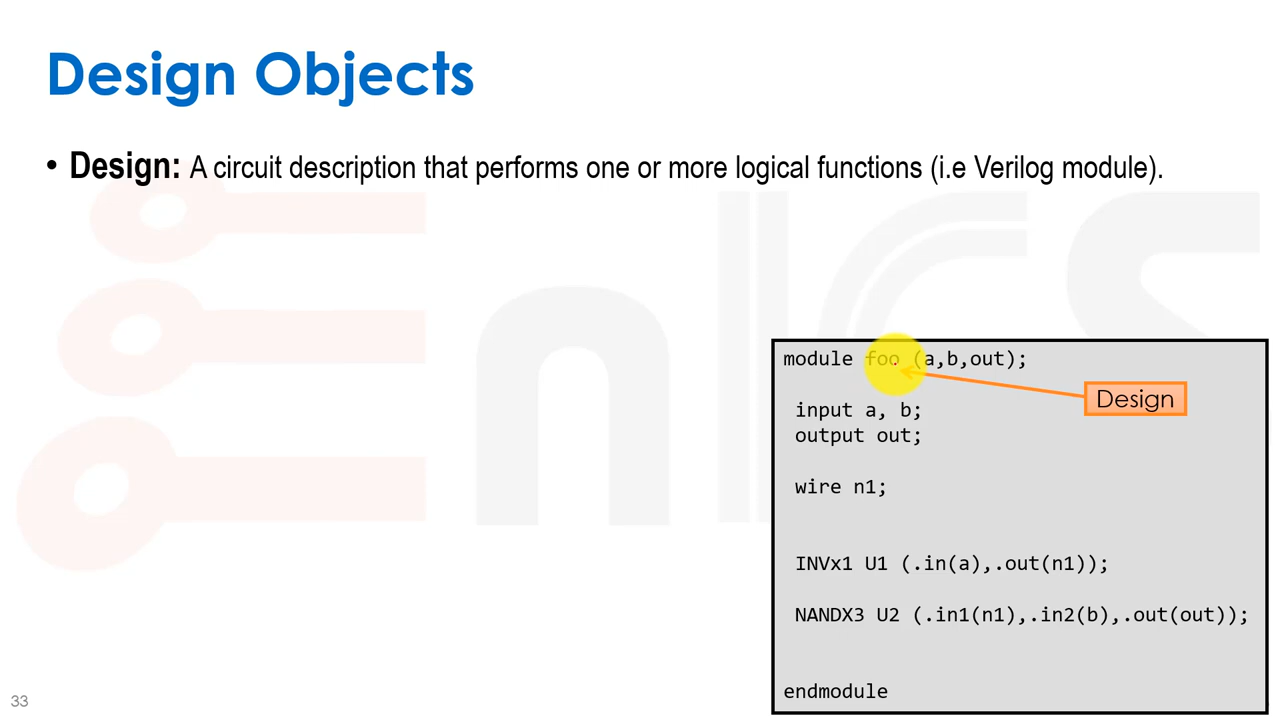 Design Objects
• Design: A circuit description that performs one or more logical functions (i.e Verilog module).
module foo (a,b,out);
Design
input a, b;
output out;
wire n1;
INVx1 U1 (.in(a),.out(n1));
NANDX3 U2 (.in1(n1),.in2(b),.out(out));
endmodule
33
enICS